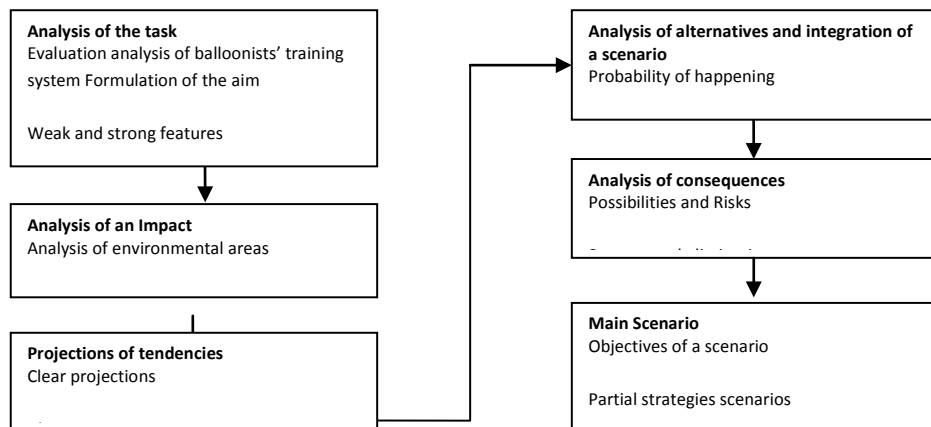 Analysis of the task
Evaluation analysis of balloonists' training
system Formulation of the aim
Weak and strong features
Analysis of an Impact
Analysis of environmental areas
Projections of tendencies
Clear projections
Analysis of alternatives and integration of
a scenario
Probability of happening
Analysis of consequences
Possibilities and Risks
Main Scenario
Objectives of a scenario
Partial strategies scenarios